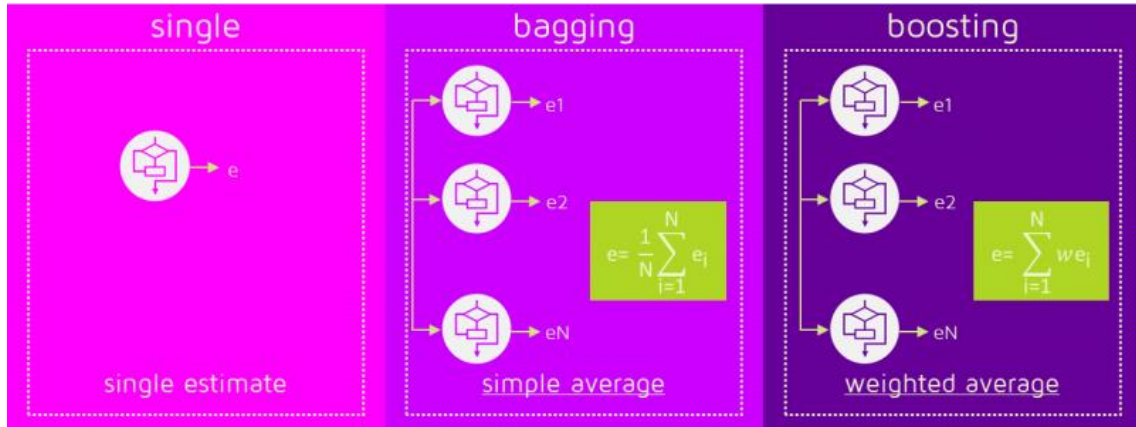 single
e
single estimate
bagging
e1
e2
eN
e= 1/N ∑ i=1 N e_i
simple average
boosting
e1
e2
eN
e= ∑ i=1 N we_i
weighted average